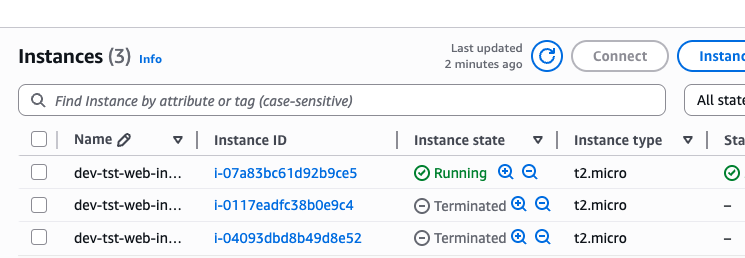 Instances (3) Info
Last updated
2 minutes ago
Connect
Instanc
Find Instance by attribute or tag (case-sensitive)
All state
Name Instance ID Instance state Instance type Sta
dev-tst-web-in... i-07a83bc61d92b9ce5 Running t2.micro
dev-tst-web-in... i-0117eadfc38b0e9c4 Terminated t2.micro –
dev-tst-web-in... i-04093dbd8b49d8e52 Terminated t2.micro –